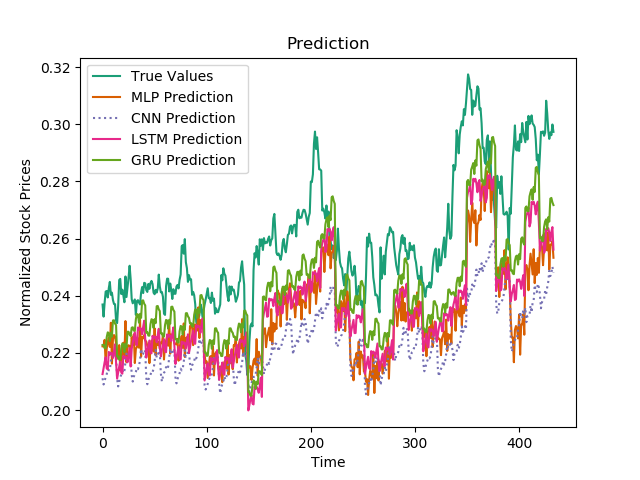 Prediction
True Values
MLP Prediction
CNN Prediction
LSTM Prediction
GRU Prediction
Normalized Stock Prices
0.32
0.30
0.28
0.26
0.24
0.22
0.20
0
100
200
300
400
Time